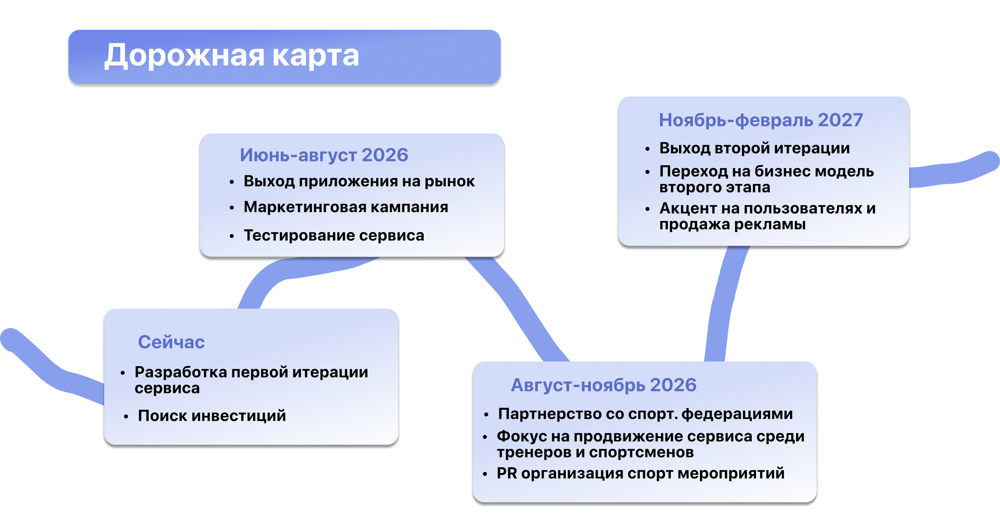 Дорожная карта
Сейчас
• Разработка первой итерации
сервиса
• Поиск инвестиций
Июнь-август 2026
• Выход приложения на рынок
• Маркетинговая кампания
• Тестирование сервиса
Август-ноябрь 2026
• Партнерство со спорт. федерациями
• Фокус на продвижение сервиса среди
тренеров и спортсменов
• PR организация спорт мероприятий
Ноябрь-февраль 2027
• Выход второй итерации
• Переход на бизнес модель
второго этапа
• Акцент на пользователях и
продажа рекламы